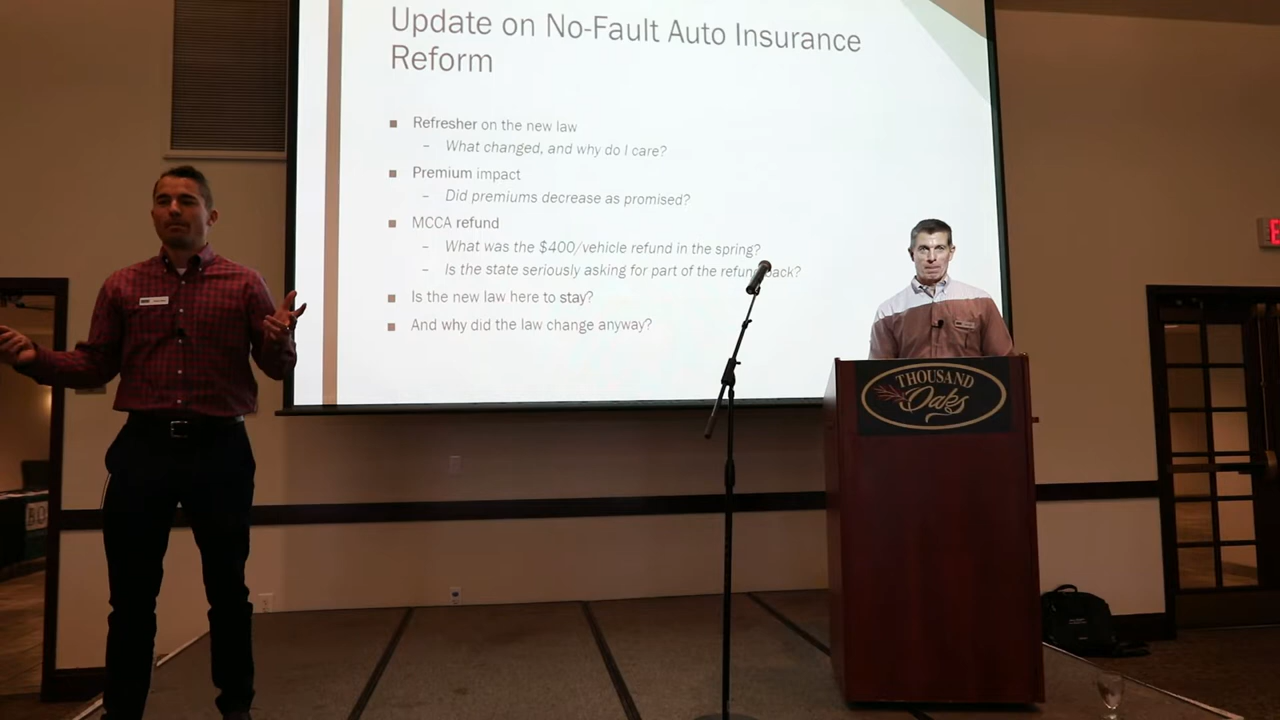 Update on No-Fault Auto Insurance
Reform
■ Refresher on the new law
– What changed, and why do I care?
■ Premium impact
– Did premiums decrease as promised?
■ MCCA refund
– What was the $400/vehicle refund in the spring?
– Is the state seriously asking for part of the refund back?
■ Is the new law here to stay?
■ And why did the law change anyway?
THOUSAND
Oaks